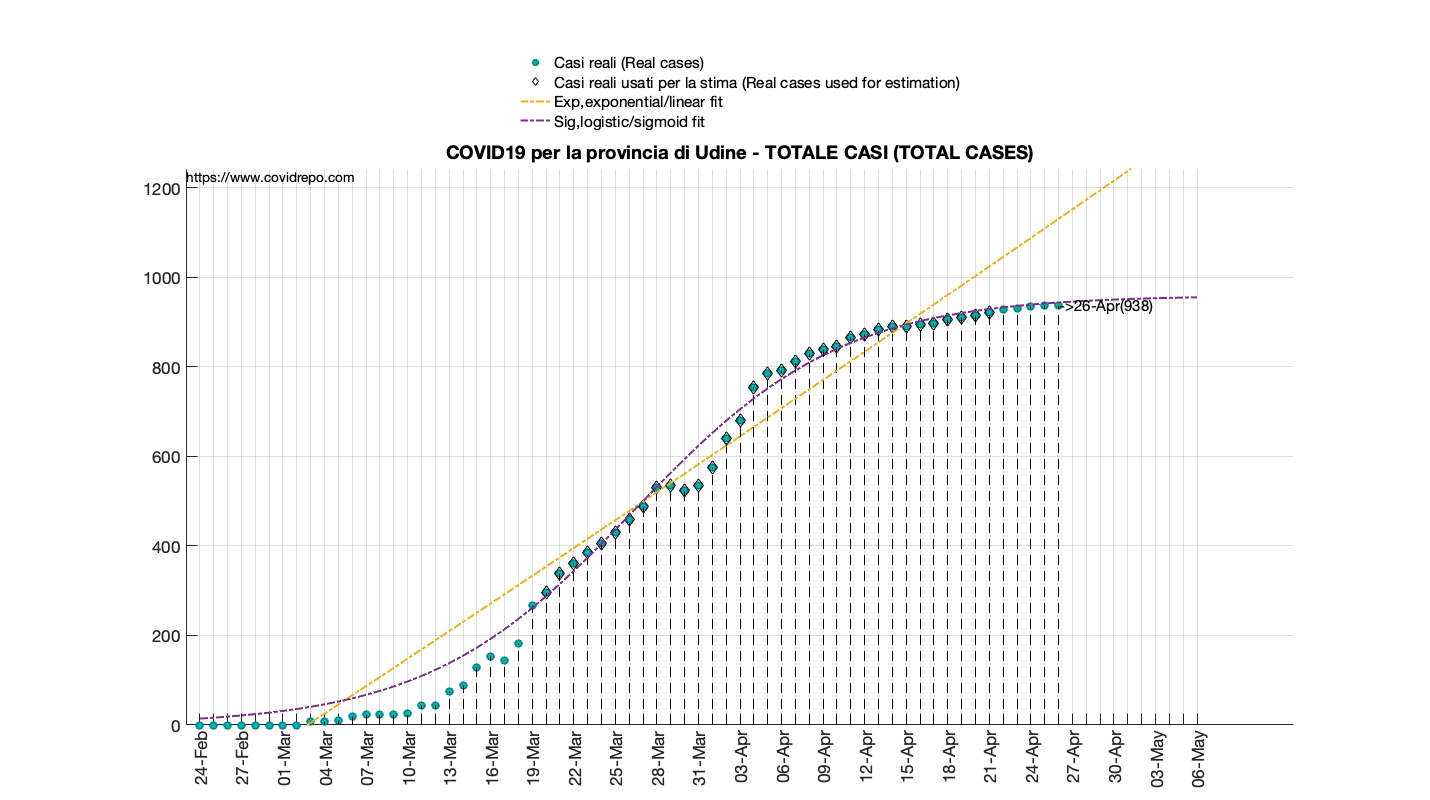 Casi reali (Real cases)
Casi reali usati per la stima (Real cases used for estimation)
Exp,exponential/linear fit
Sig,logistic/sigmoid fit
COVID19 per la provincia di Udine - TOTALE CASI (TOTAL CASES)
https://www.covidrepo.com
1200
1000
800
600
400
200
0
->26-Apr(938)
24-Feb
27-Feb
01-Mar
04-Mar
07-Mar
10-Mar
13-Mar
16-Mar
19-Mar
22-Mar
25-Mar
28-Mar
31-Mar
03-Apr
06-Apr
09-Apr
12-Apr
15-Apr
18-Apr
21-Apr
24-Apr
27-Apr
30-Apr
03-May
06-May